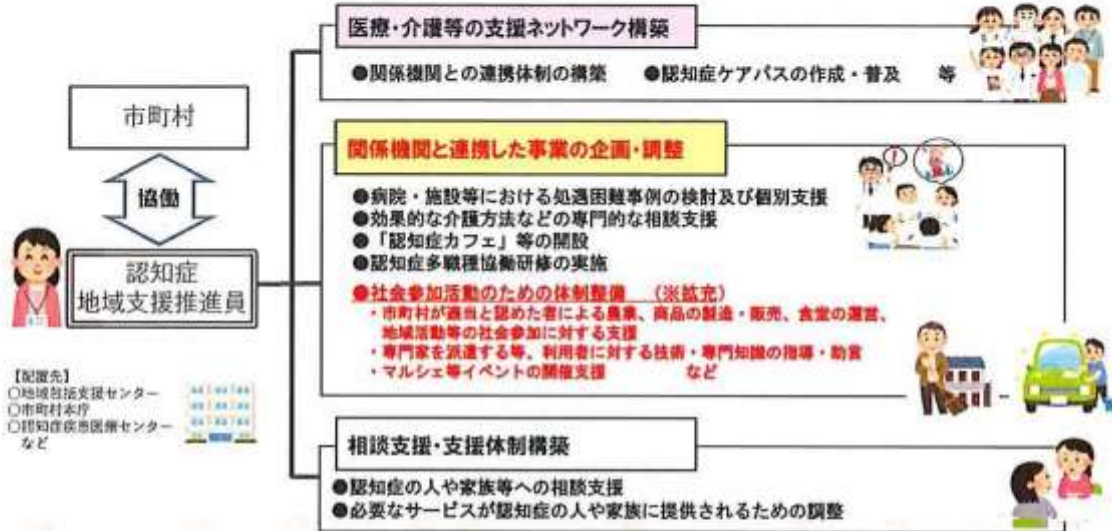 市町村
協働
認知症
地域支援推進員
【配置先】
○地域包括支援センター
○市町村本庁
○認知症疾患医療センター
など
医療・介護等の支援ネットワーク構築
●関係機関との連携体制の構築　●認知症ケアパスの作成・普及　等
関係機関と連携した事業の企画・調整
●病院・施設等における処遇困難事例の検討及び個別支援
●効果的な介護方法などの専門的な相談支援
●「認知症カフェ」等の開設
●認知症多職種協働研修の実施
●社会参加活動のための体制整備　（※拡充）
・市町村が適当と認めた者による農業、商品の製造・販売、食堂の運営、
地域活動等の社会参加に対する支援
・専門家を派遣する等、利用者に対する技術・専門知識の指導・助言
・マルシェ等イベントの開催支援　など
相談支援・支援体制構築
●認知症の人や家族等への相談支援
●必要なサービスが認知症の人や家族に提供されるための調整